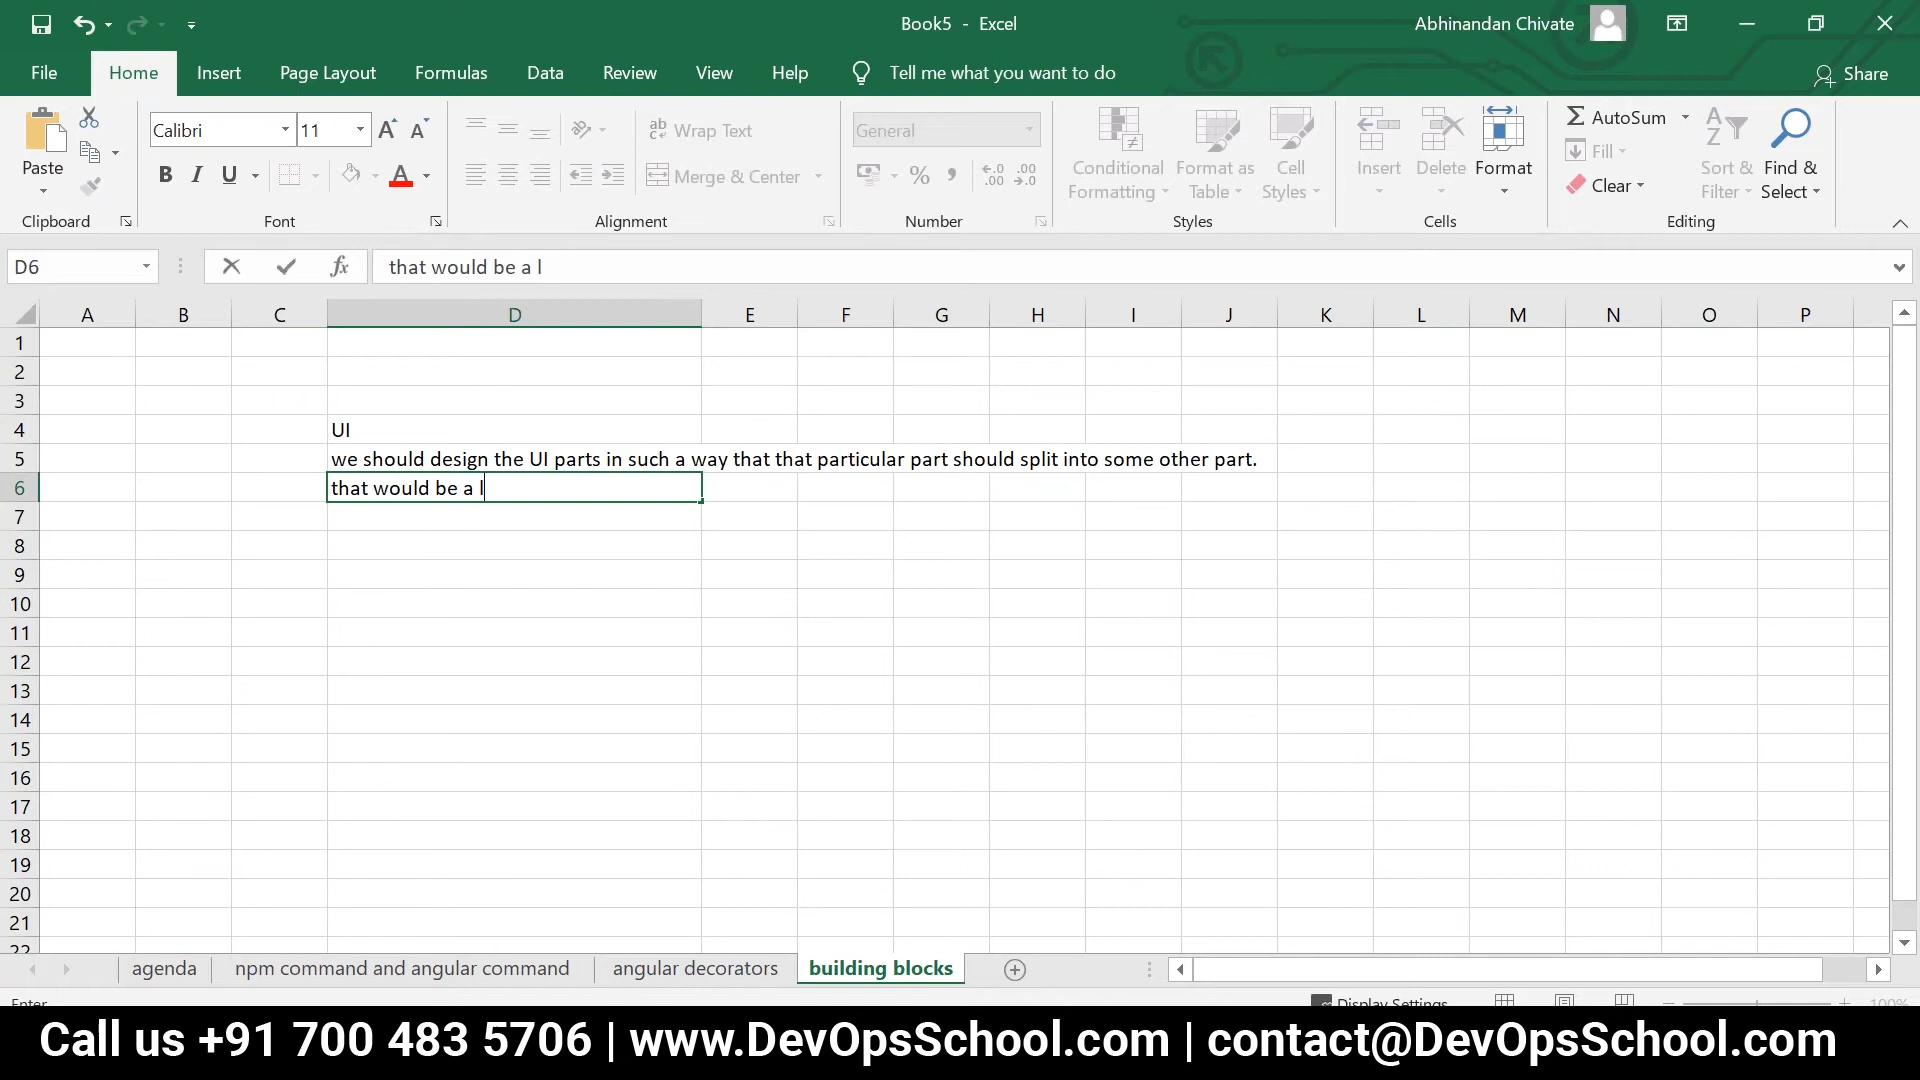 Book5 - Excel
Abhinandan Chivate
File Home Insert Page Layout Formulas Data Review View Help Tell me what you want to do Share
Paste
Calibri 11
B I U
Wrap Text
Merge & Center
General
Conditional Formatting
Format as Table
Cell Styles
Insert Delete Format
AutoSum
Fill
Clear
Sort & Filter
Find & Select
Clipboard Font Alignment Number Styles Cells Editing
D6
fx
that would be a l
A B C D E F G H I J K L M N O P
1
2
3
4 UI
5 we should design the UI parts in such a way that that particular part should split into some other part.
6 that would be a l
7
8
9
10
11
12
13
14
15
16
17
18
19
20
21
22
agenda npm command and angular command angular decorators building blocks
Enter Display Settings 100%
Call us +91 700 483 5706 | www.DevOpsSchool.com | contact@DevOpsSchool.com